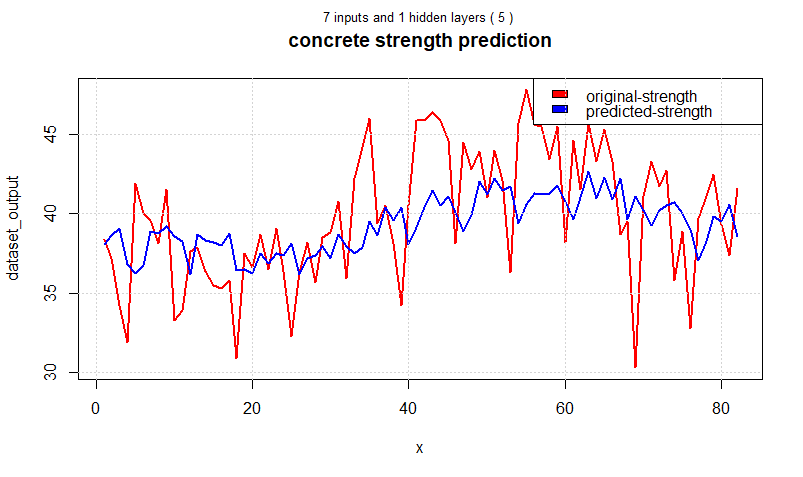 7 inputs and 1 hidden layers ( 5 )
concrete strength prediction
original-strength
predicted-strength
dataset_output
45
40
35
30
0 20 40 60 80
x